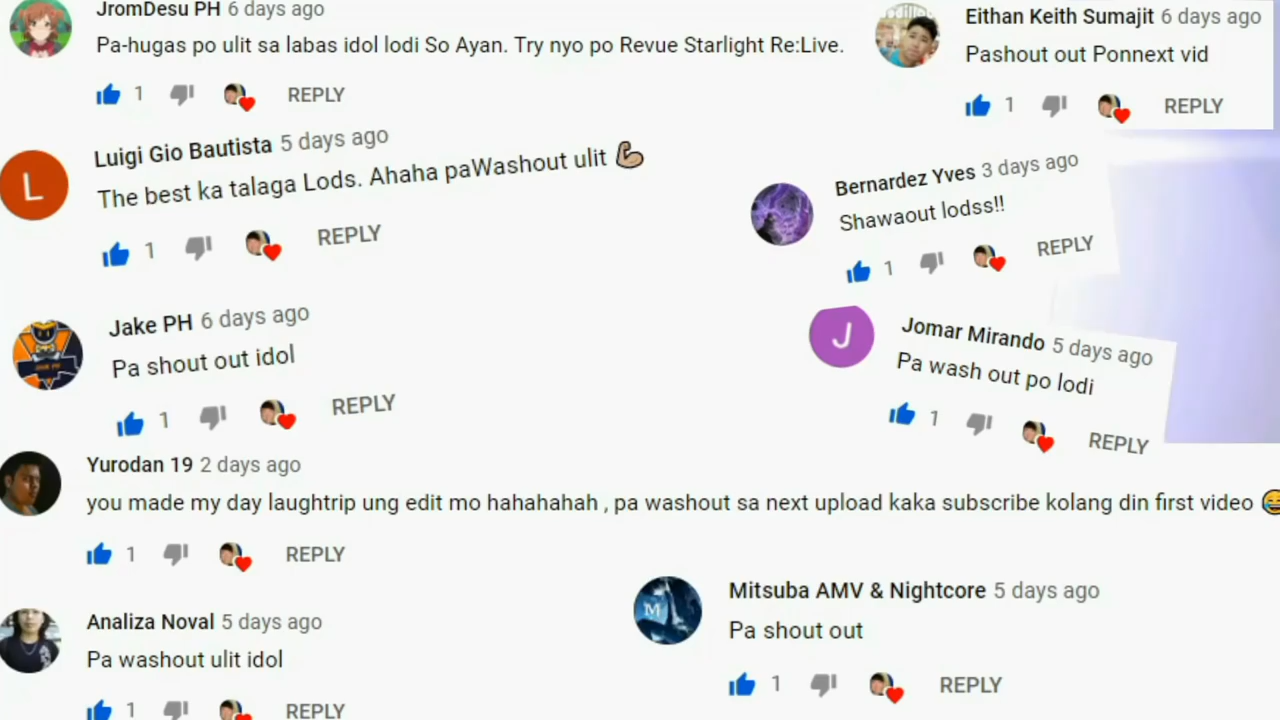 JromDesu PH 6 days ago
Pa-hugas po ulit sa labas idol lodi So Ayan. Try nyo po Revue Starlight Re:Live.
1 REPLY
Eithan Keith Sumajit 6 days ago
Pashout out Ponnext vid
1 REPLY
L
Luigi Gio Bautista 5 days ago
The best ka talaga Lods. Ahaha paWashout ulit 💪
1 REPLY
Bernardez Yves 3 days ago
Shawaout lodss!!
1 REPLY
Jake PH 6 days ago
Pa shout out idol
1 REPLY
J
Jomar Mirando 5 days ago
Pa wash out po lodi
1 REPLY
Yurodan 19 2 days ago
you made my day laughtrip ung edit mo hahahahah , pa washout sa next upload kaka subscribe kolang din first video 😂
1 REPLY
Analiza Noval 5 days ago
Pa washout ulit idol
1 REPLY
M
Mitsuba AMV & Nightcore 5 days ago
Pa shout out
1 REPLY